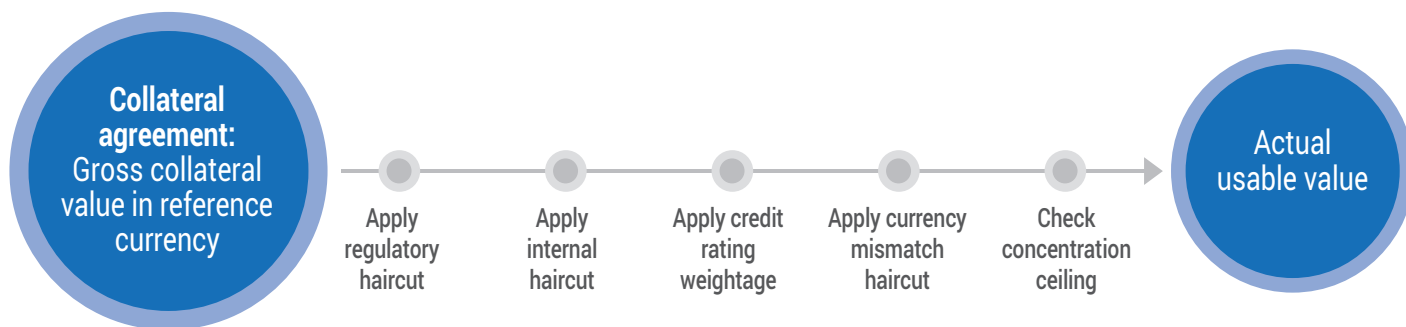 Collateral
agreement:
Gross collateral
value in reference
currency
Apply
regulatory
haircut
Apply
internal
haircut
Apply credit
rating
weightage
Apply currency
mismatch
haircut
Check
concentration
ceiling
Actual
usable value